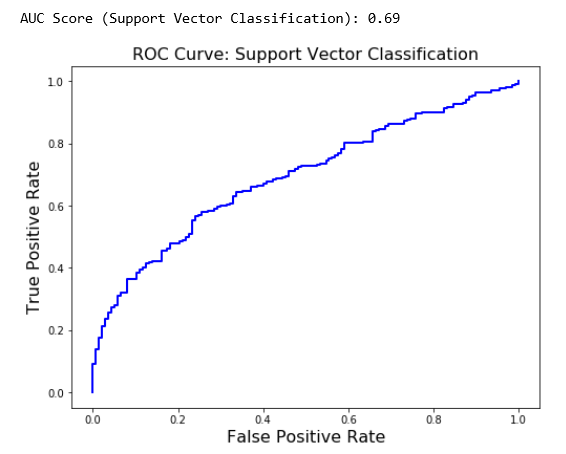 AUC Score (Support Vector Classification): 0.69
ROC Curve: Support Vector Classification
1.0
0.8
0.6
0.4
0.2
0.0
True Positive Rate
0.0 0.2 0.4 0.6 0.8 1.0
False Positive Rate